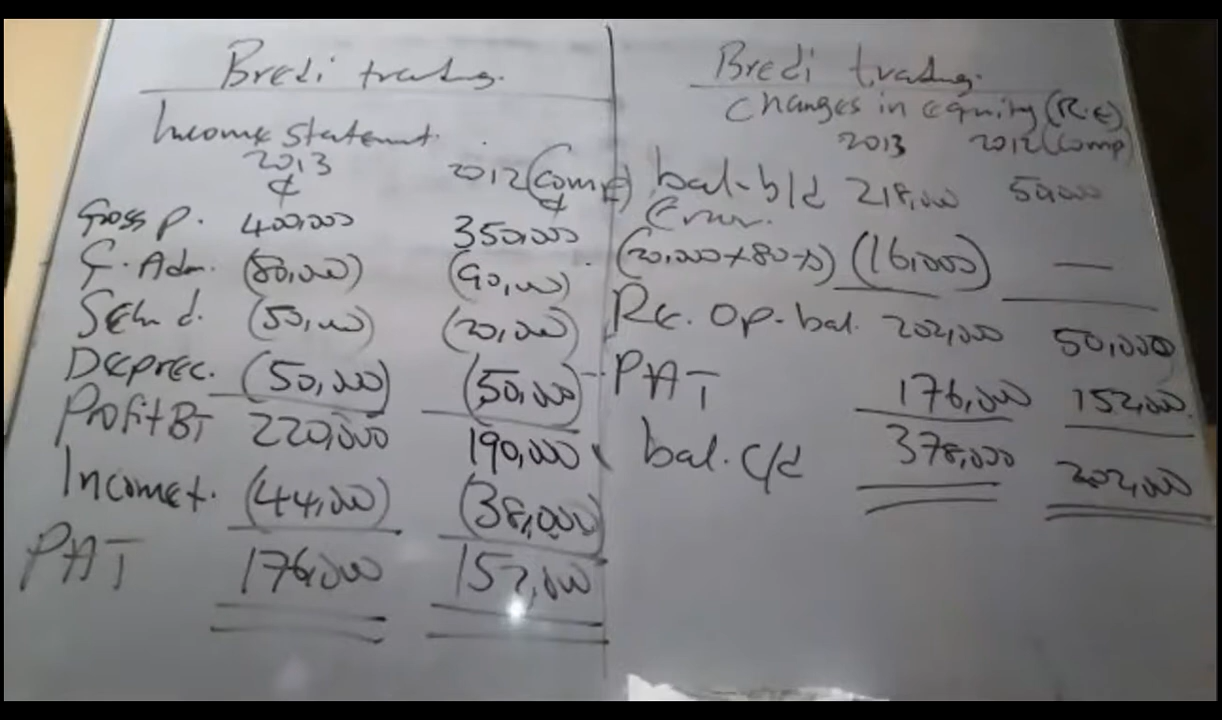 Bredi trading.
Income statement
2013 2012 (Comp)
¢ ¢
Gross p. 400,000 350,000
G. Adm. (80,000) (90,000)
Sel. d. (50,000) (20,000)
Deprec. (50,000) (50,000)
Profit BT 220,000 190,000
Income t. (44,000) (38,000)
PAT 176,000 152,000
Bredi trading.
Changes in equity (R.E)
2013 2012 (Comp)
bal-b/d 218,000 50,000
Error.
(20,000 x 80%) (16,000) —
Re. Op. bal. 202,000 50,000
PAT 176,000 152,000
bal. c/d 378,000 202,000